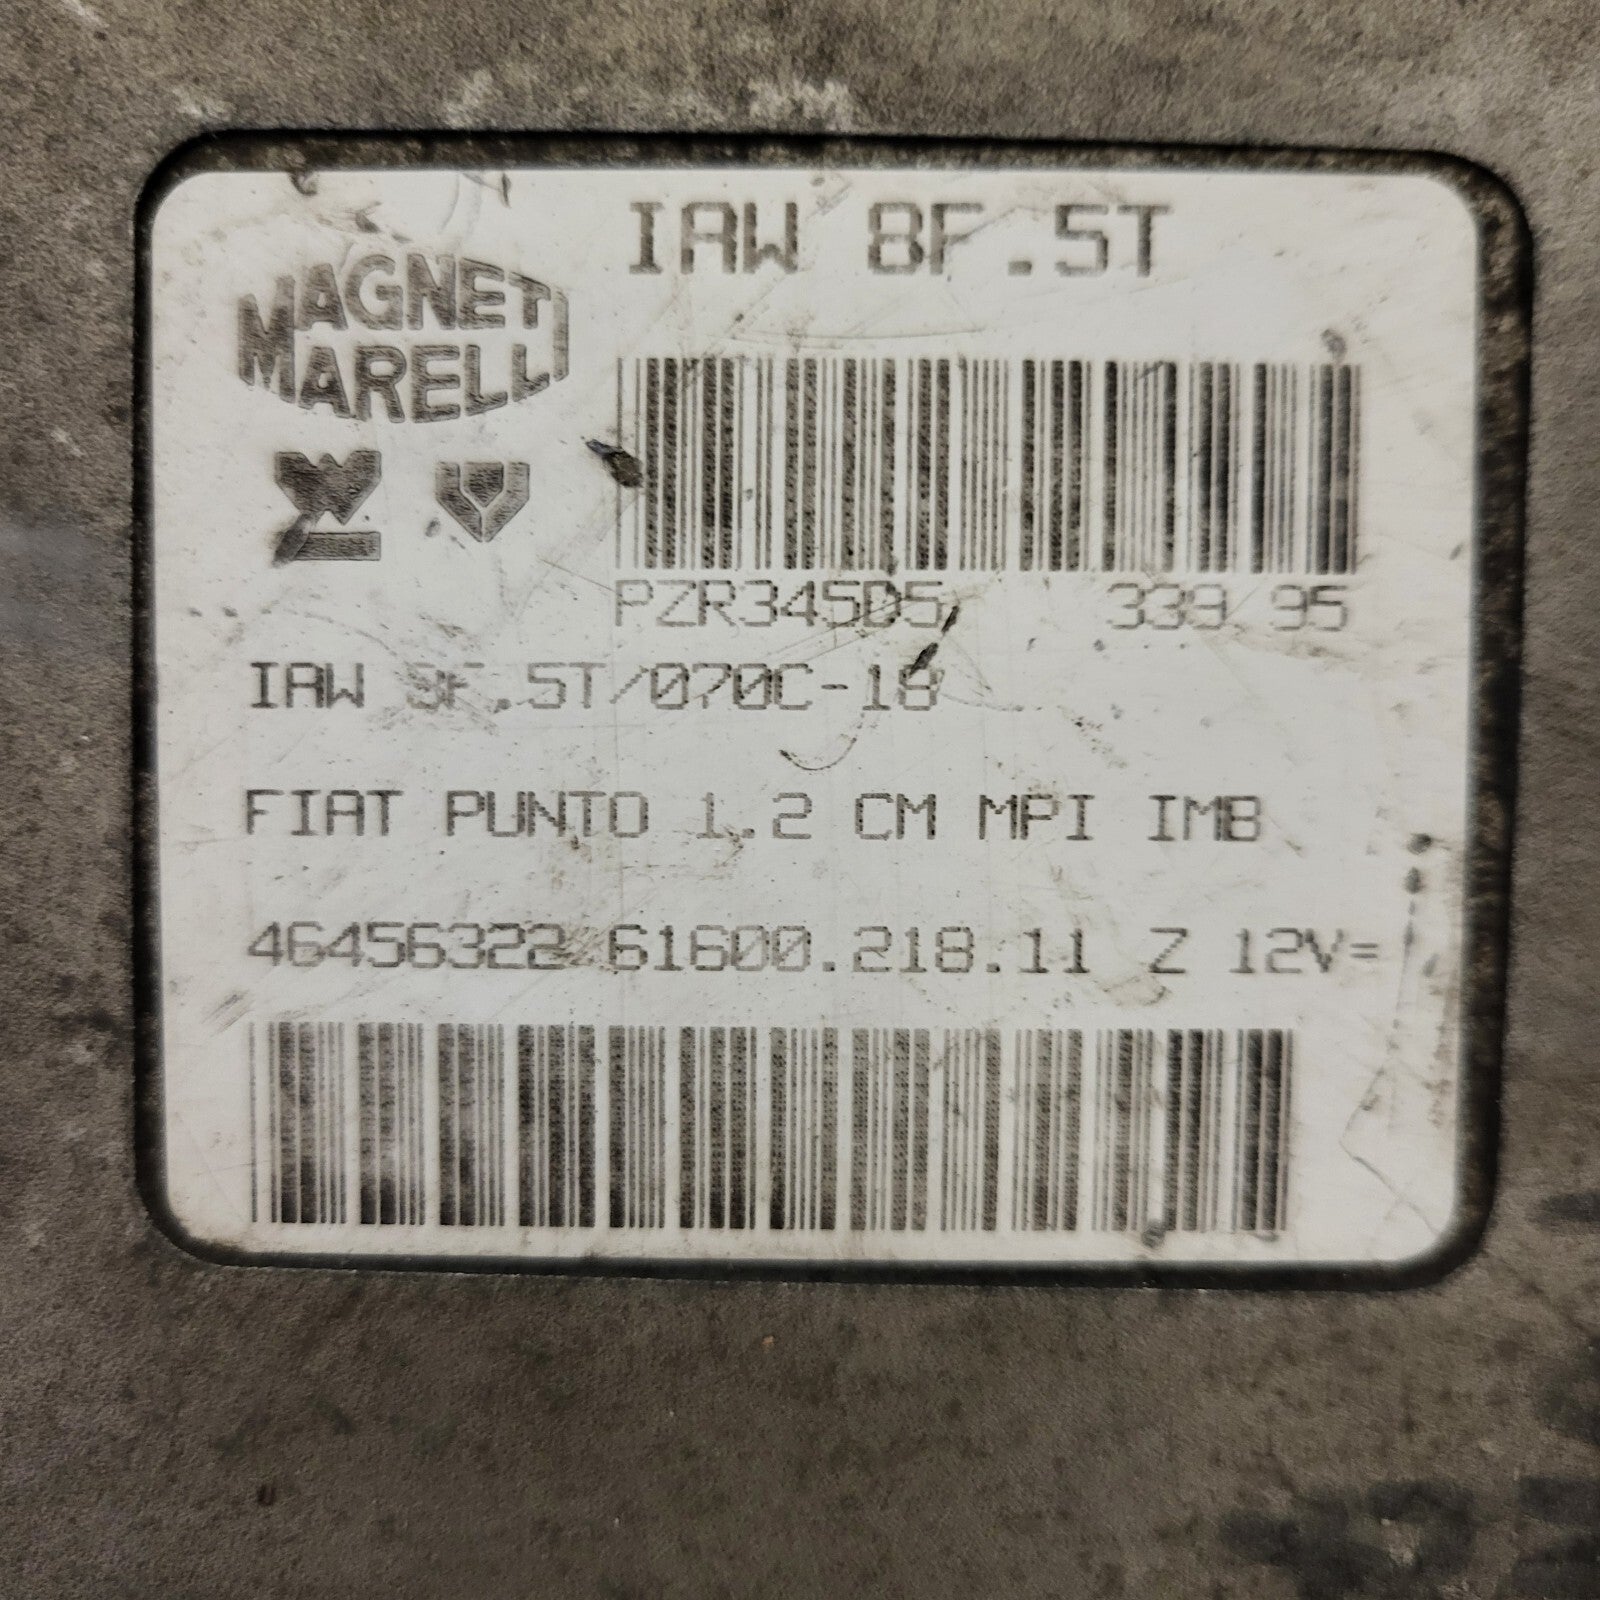 IAW 8F.5T
MAGNETI
MARELLI
PZR345D5 339 95
IAW 8F.5T/070C-18
FIAT PUNTO 1.2 CM MPI IMB
46456322 61600.218.11 Z 12V=